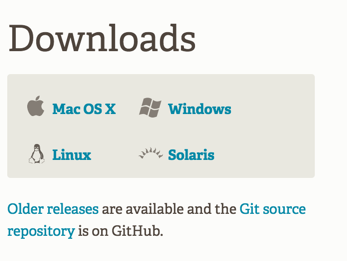 Downloads
Mac OS X Windows
Linux Solaris
Older releases are available and the Git source
repository is on GitHub.